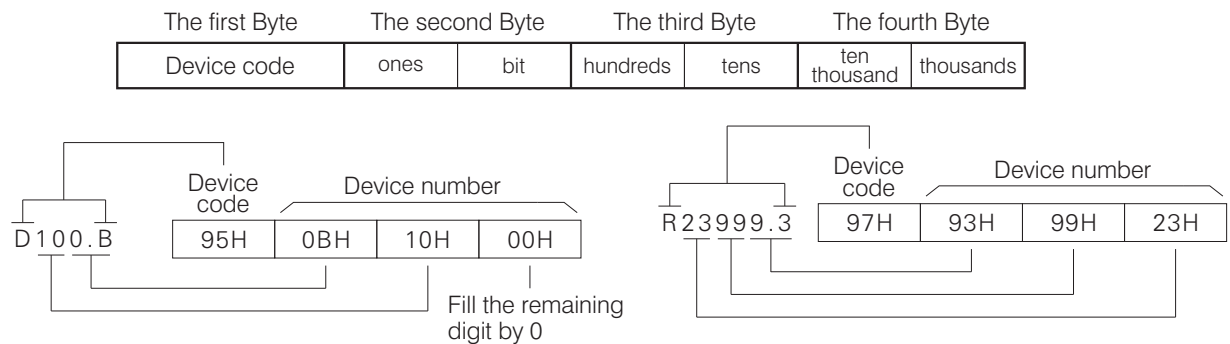 The first Byte The second Byte The third Byte The fourth Byte
Device code ones bit hundreds tens ten thousand thousands
Device code Device number
D100.B 95H 0BH 10H 00H
Fill the remaining
digit by 0
Device code Device number
R23999.3 97H 93H 99H 23H